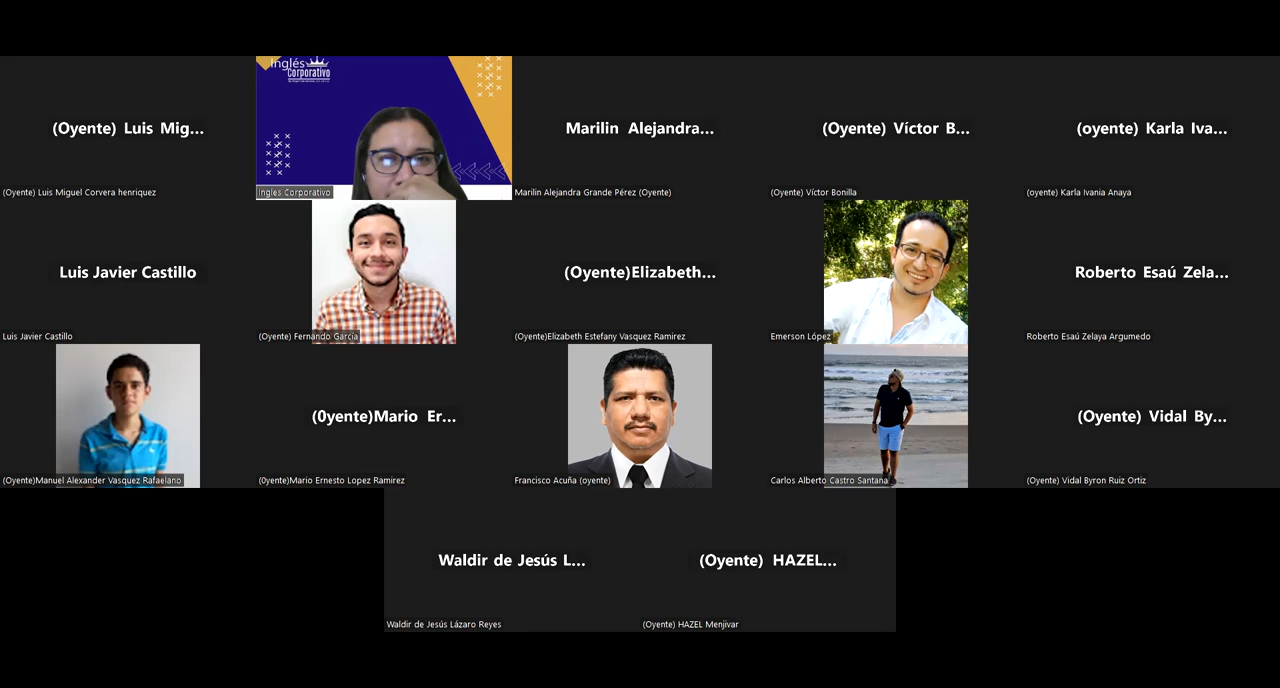 Inglés
Corporativo
(Oyente) Luis Mig...
Marilin Alejandra...
(Oyente) Víctor B...
(oyente) Karla Iva...
(Oyente) Luis Miguel Corvera henriquez
Ingles Corporativo
Marilin Alejandra Grande Pérez (Oyente)
(Oyente) Víctor Bonilla
(oyente) Karla Ivania Anaya
Luis Javier Castillo
(Oyente)Elizabeth...
Roberto Esaú Zela...
Luis Javier Castillo
(Oyente) Fernando García
(Oyente)Elizabeth Estefany Vasquez Ramirez
Emerson López
Roberto Esaú Zelaya Argumedo
(0yente)Mario Er...
(Oyente) Vidal By...
(Oyente)Manuel Alexander Vasquez Rafaelano
(0yente)Mario Ernesto Lopez Ramirez
Francisco Acuña (oyente)
Carlos Alberto Castro Santana
(Oyente) Vidal Byron Ruiz Ortiz
Waldir de Jesús L...
(Oyente) HAZEL...
Waldir de Jesús Lázaro Reyes
(Oyente) HAZEL Menjivar